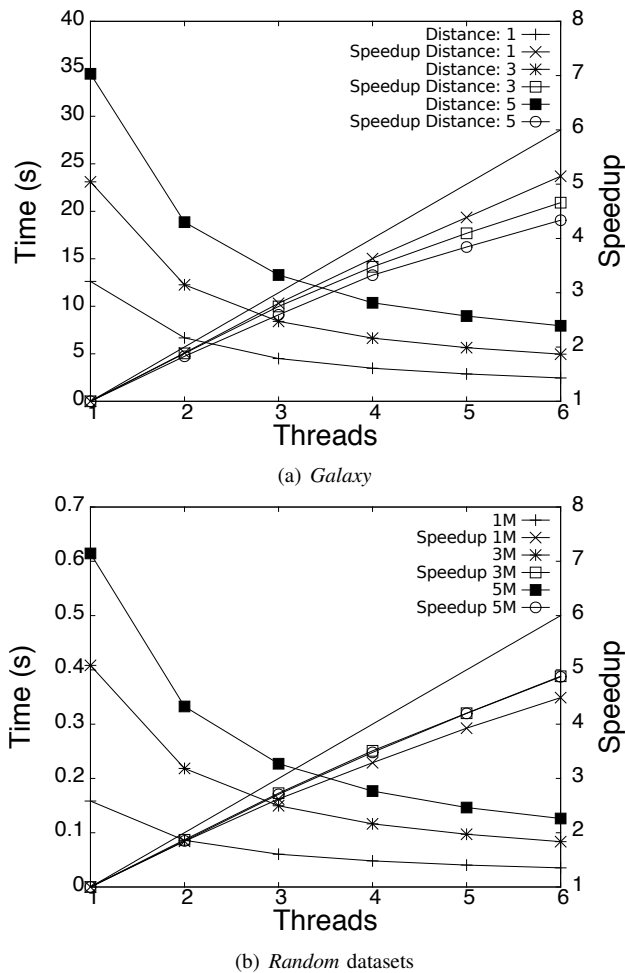 40
35
30
25
20
15
10
5
0
Time (s)
8
7
6
5
4
3
2
1
Speedup
Distance: 1
Speedup Distance: 1
Distance: 3
Speedup Distance: 3
Distance: 5
Speedup Distance: 5
1 2 3 4 5 6
Threads
(a) Galaxy
0.7
0.6
0.5
0.4
0.3
0.2
0.1
0
Time (s)
8
7
6
5
4
3
2
1
Speedup
1M
Speedup 1M
3M
Speedup 3M
5M
Speedup 5M
1 2 3 4 5 6
Threads
(b) Random datasets